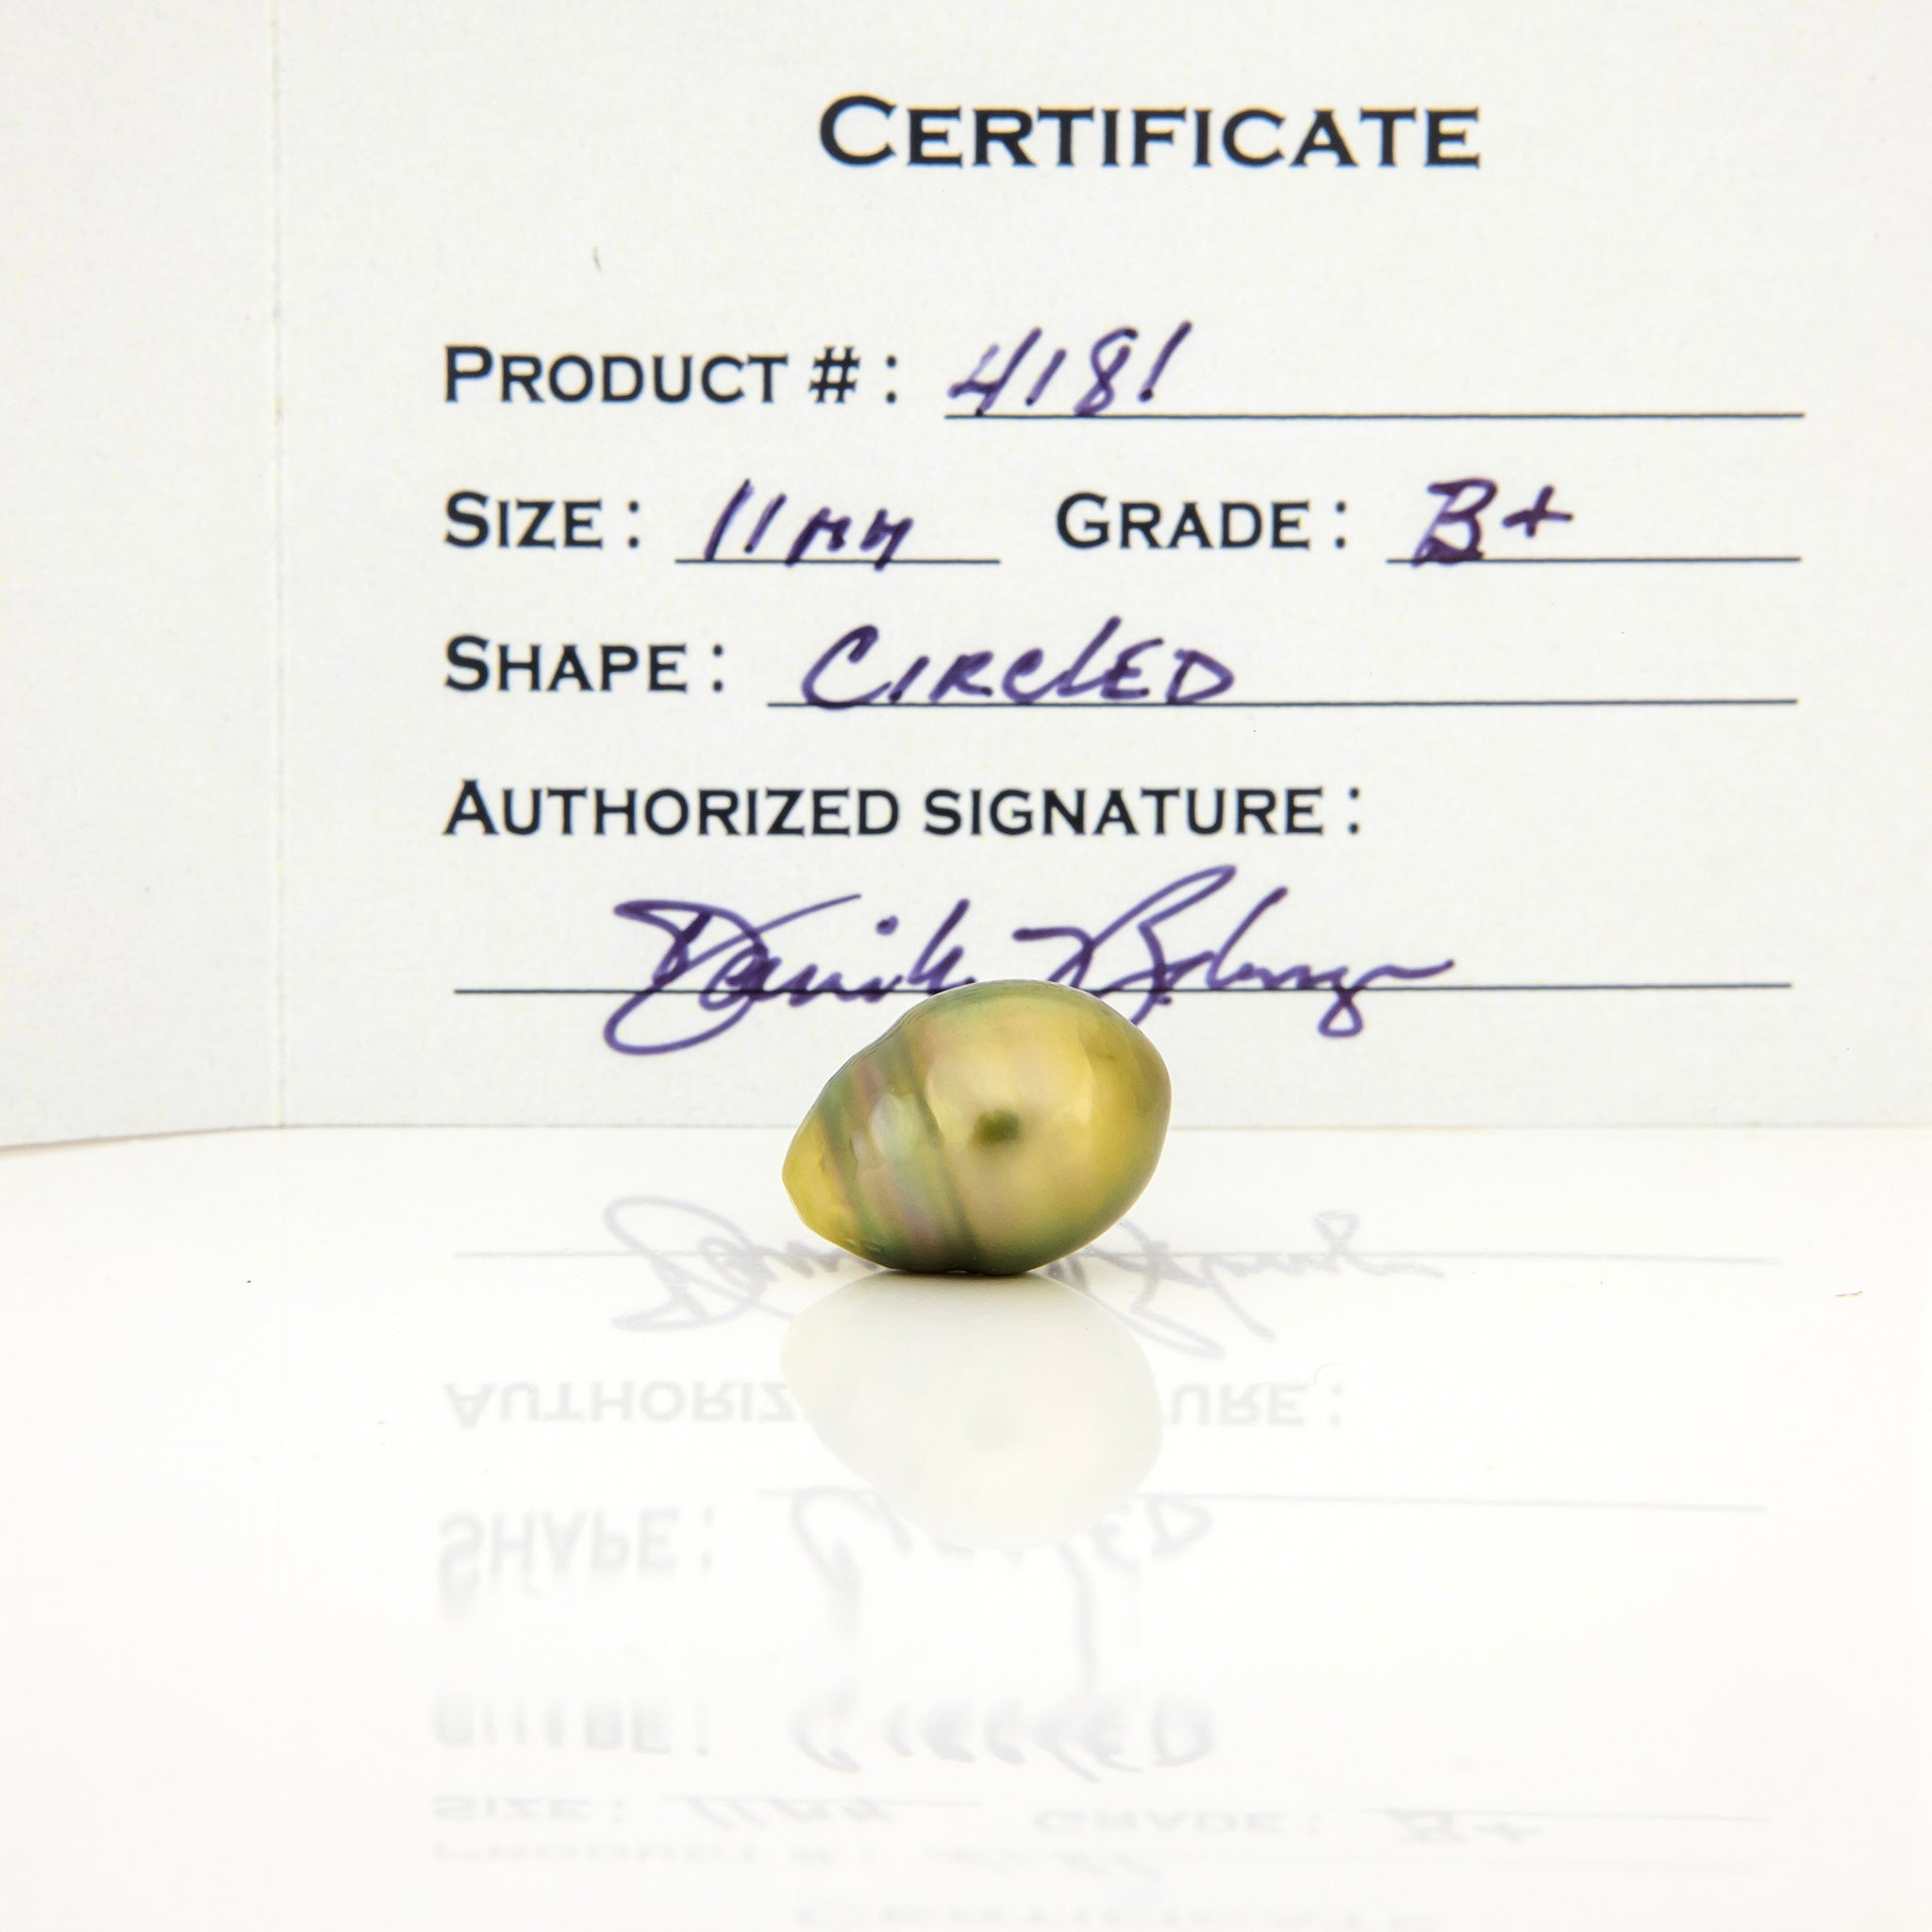 CERTIFICATE
PRODUCT # : 4181
SIZE : 11mm GRADE : B+
SHAPE : CIRCLED
AUTHORIZED SIGNATURE :